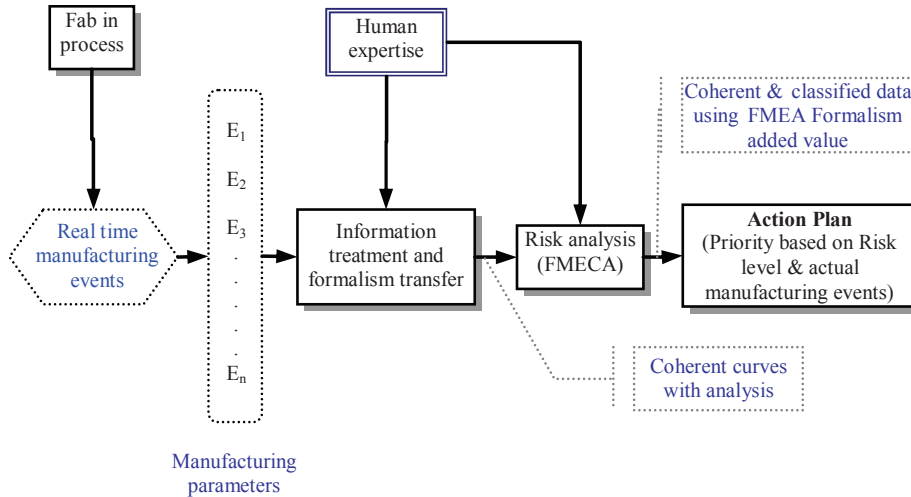 Fab in
process
Human
expertise
Coherent & classified data
using FMEA Formalism
added value
E1
E2
E3
.
.
.
.
.
En
Real time
manufacturing
events
Information
treatment and
formalism transfer
Risk analysis
(FMECA)
Action Plan
(Priority based on Risk
level & actual
manufacturing events)
Coherent curves
with analysis
Manufacturing
parameters